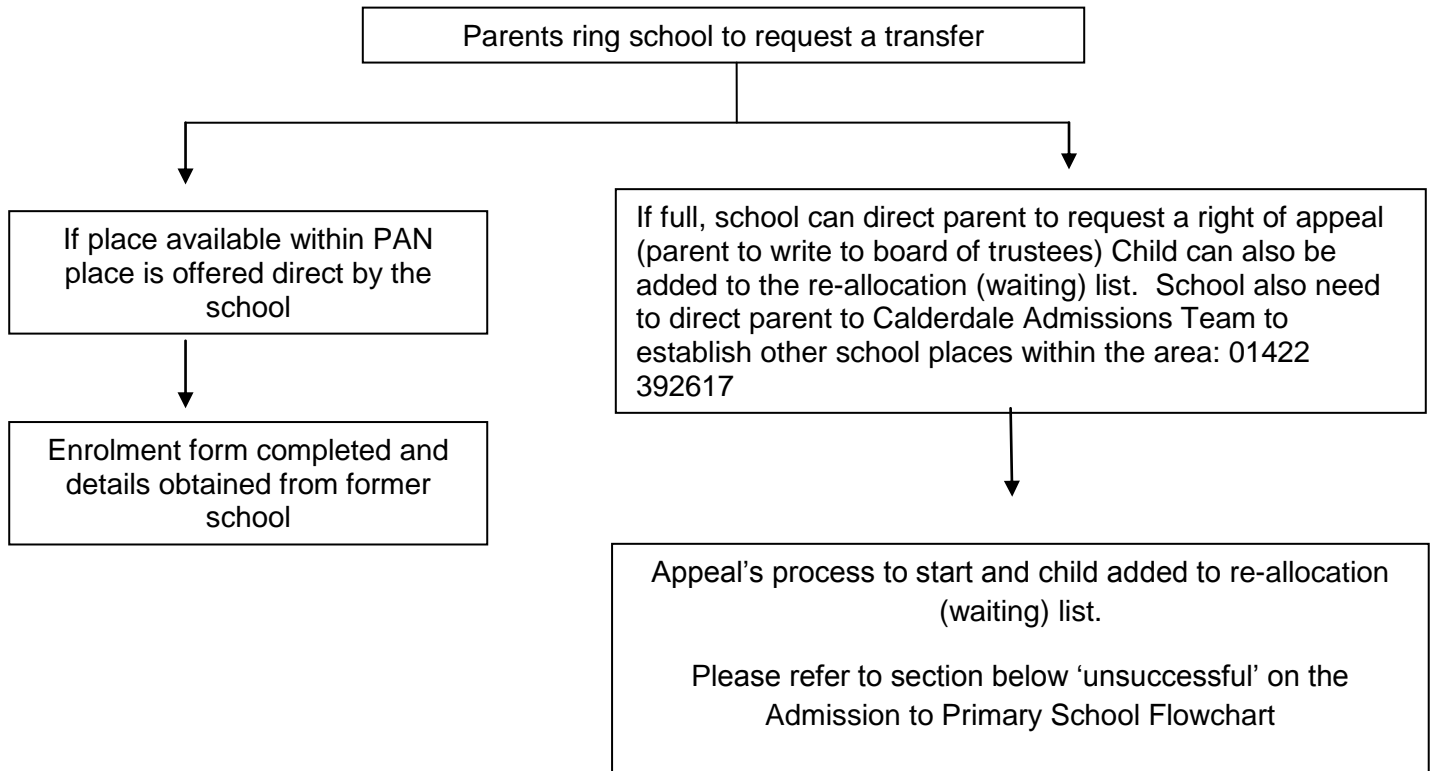 Parents ring school to request a transfer
If place available within PAN
place is offered direct by the
school
If full, school can direct parent to request a right of appeal
(parent to write to board of trustees) Child can also be
added to the re-allocation (waiting) list.  School also need
to direct parent to Calderdale Admissions Team to
establish other school places within the area: 01422
392617
Enrolment form completed and
details obtained from former
school
Appeal’s process to start and child added to re-allocation
(waiting) list.
Please refer to section below ‘unsuccessful’ on the
Admission to Primary School Flowchart